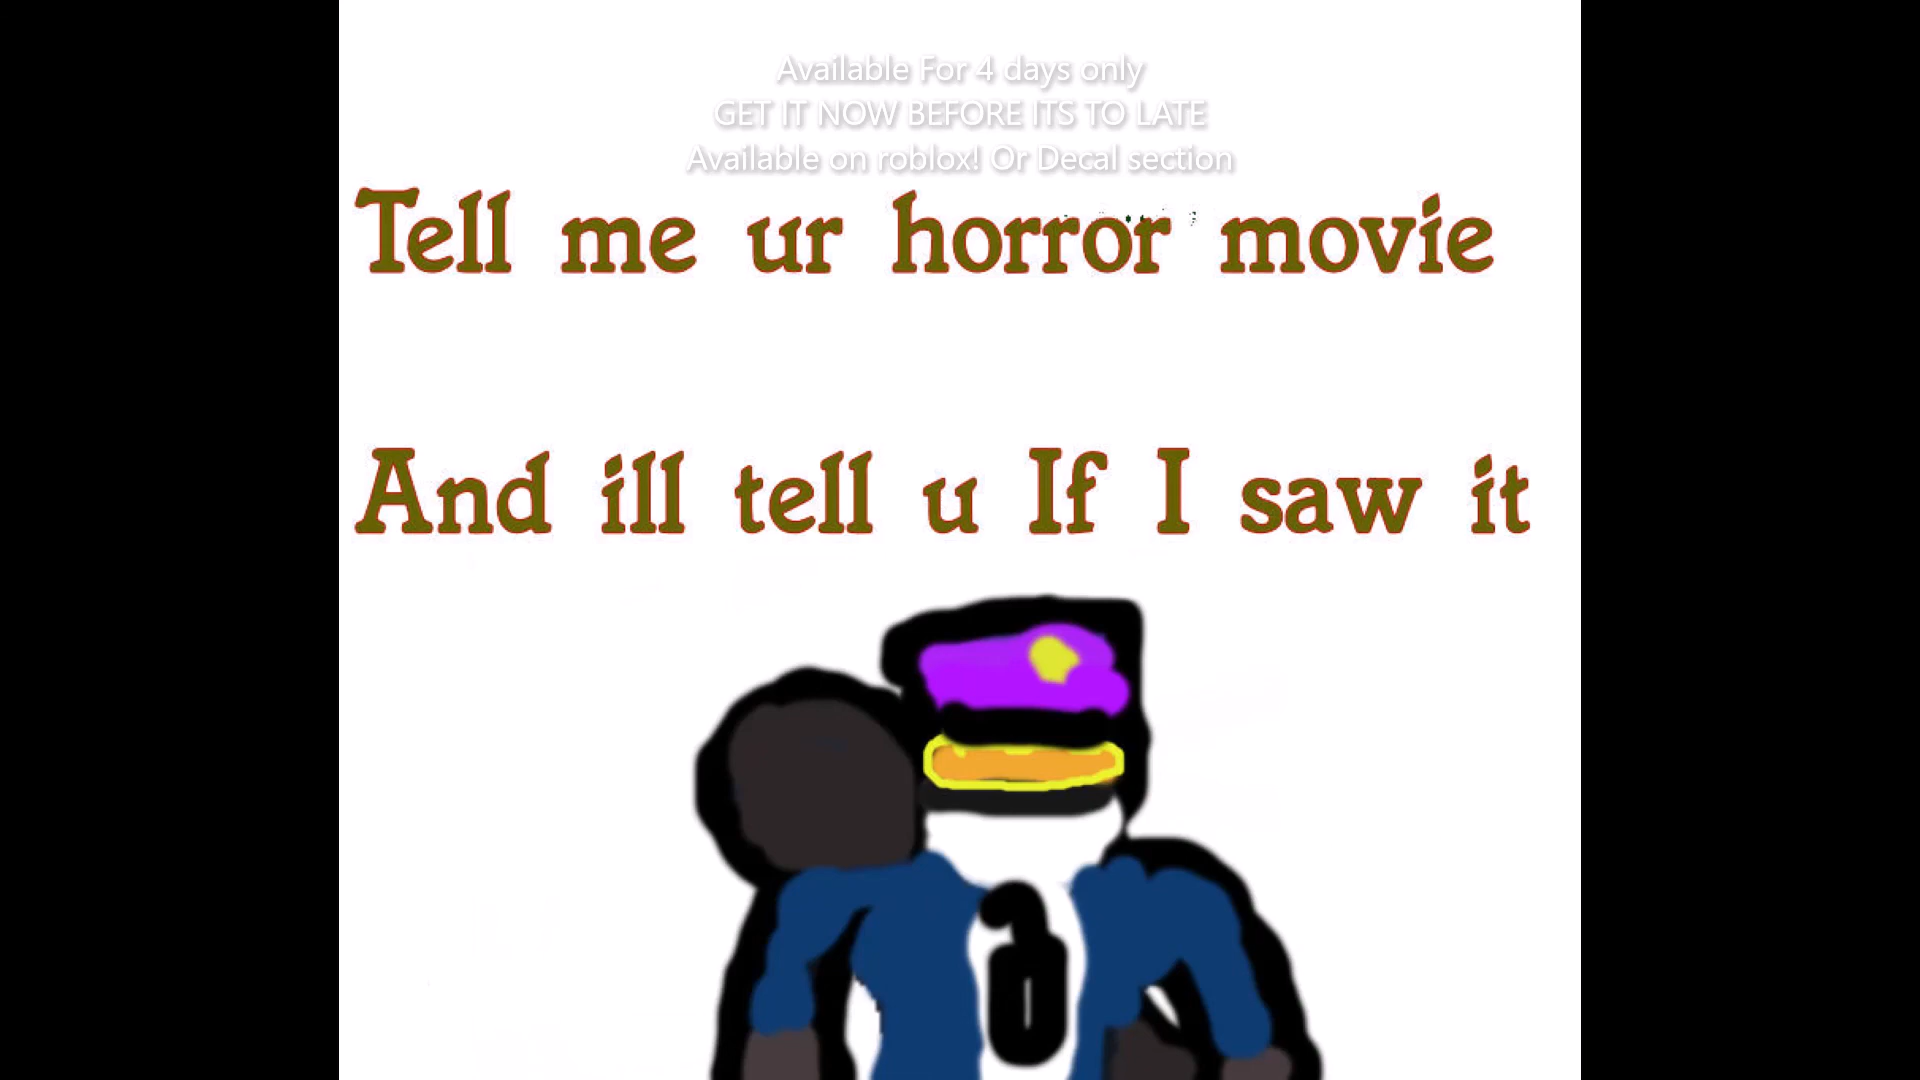 Available For 4 days only
GET IT NOW BEFORE ITS TO LATE
Available on roblox! Or Decal section
Tell me ur horror movie
And ill tell u If I saw it